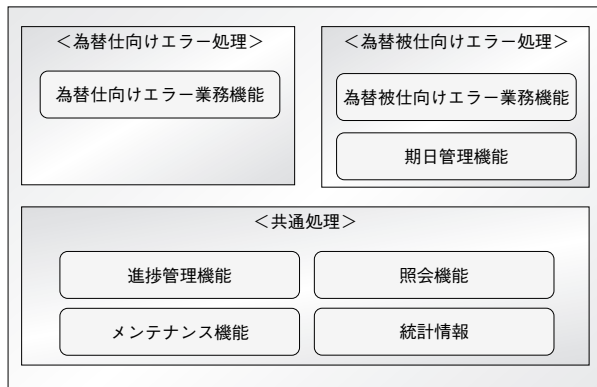 ＜為替仕向けエラー処理＞
為替仕向けエラー業務機能
＜為替被仕向けエラー処理＞
為替被仕向けエラー業務機能
期日管理機能
＜共通処理＞
進捗管理機能
照会機能
メンテナンス機能
統計情報